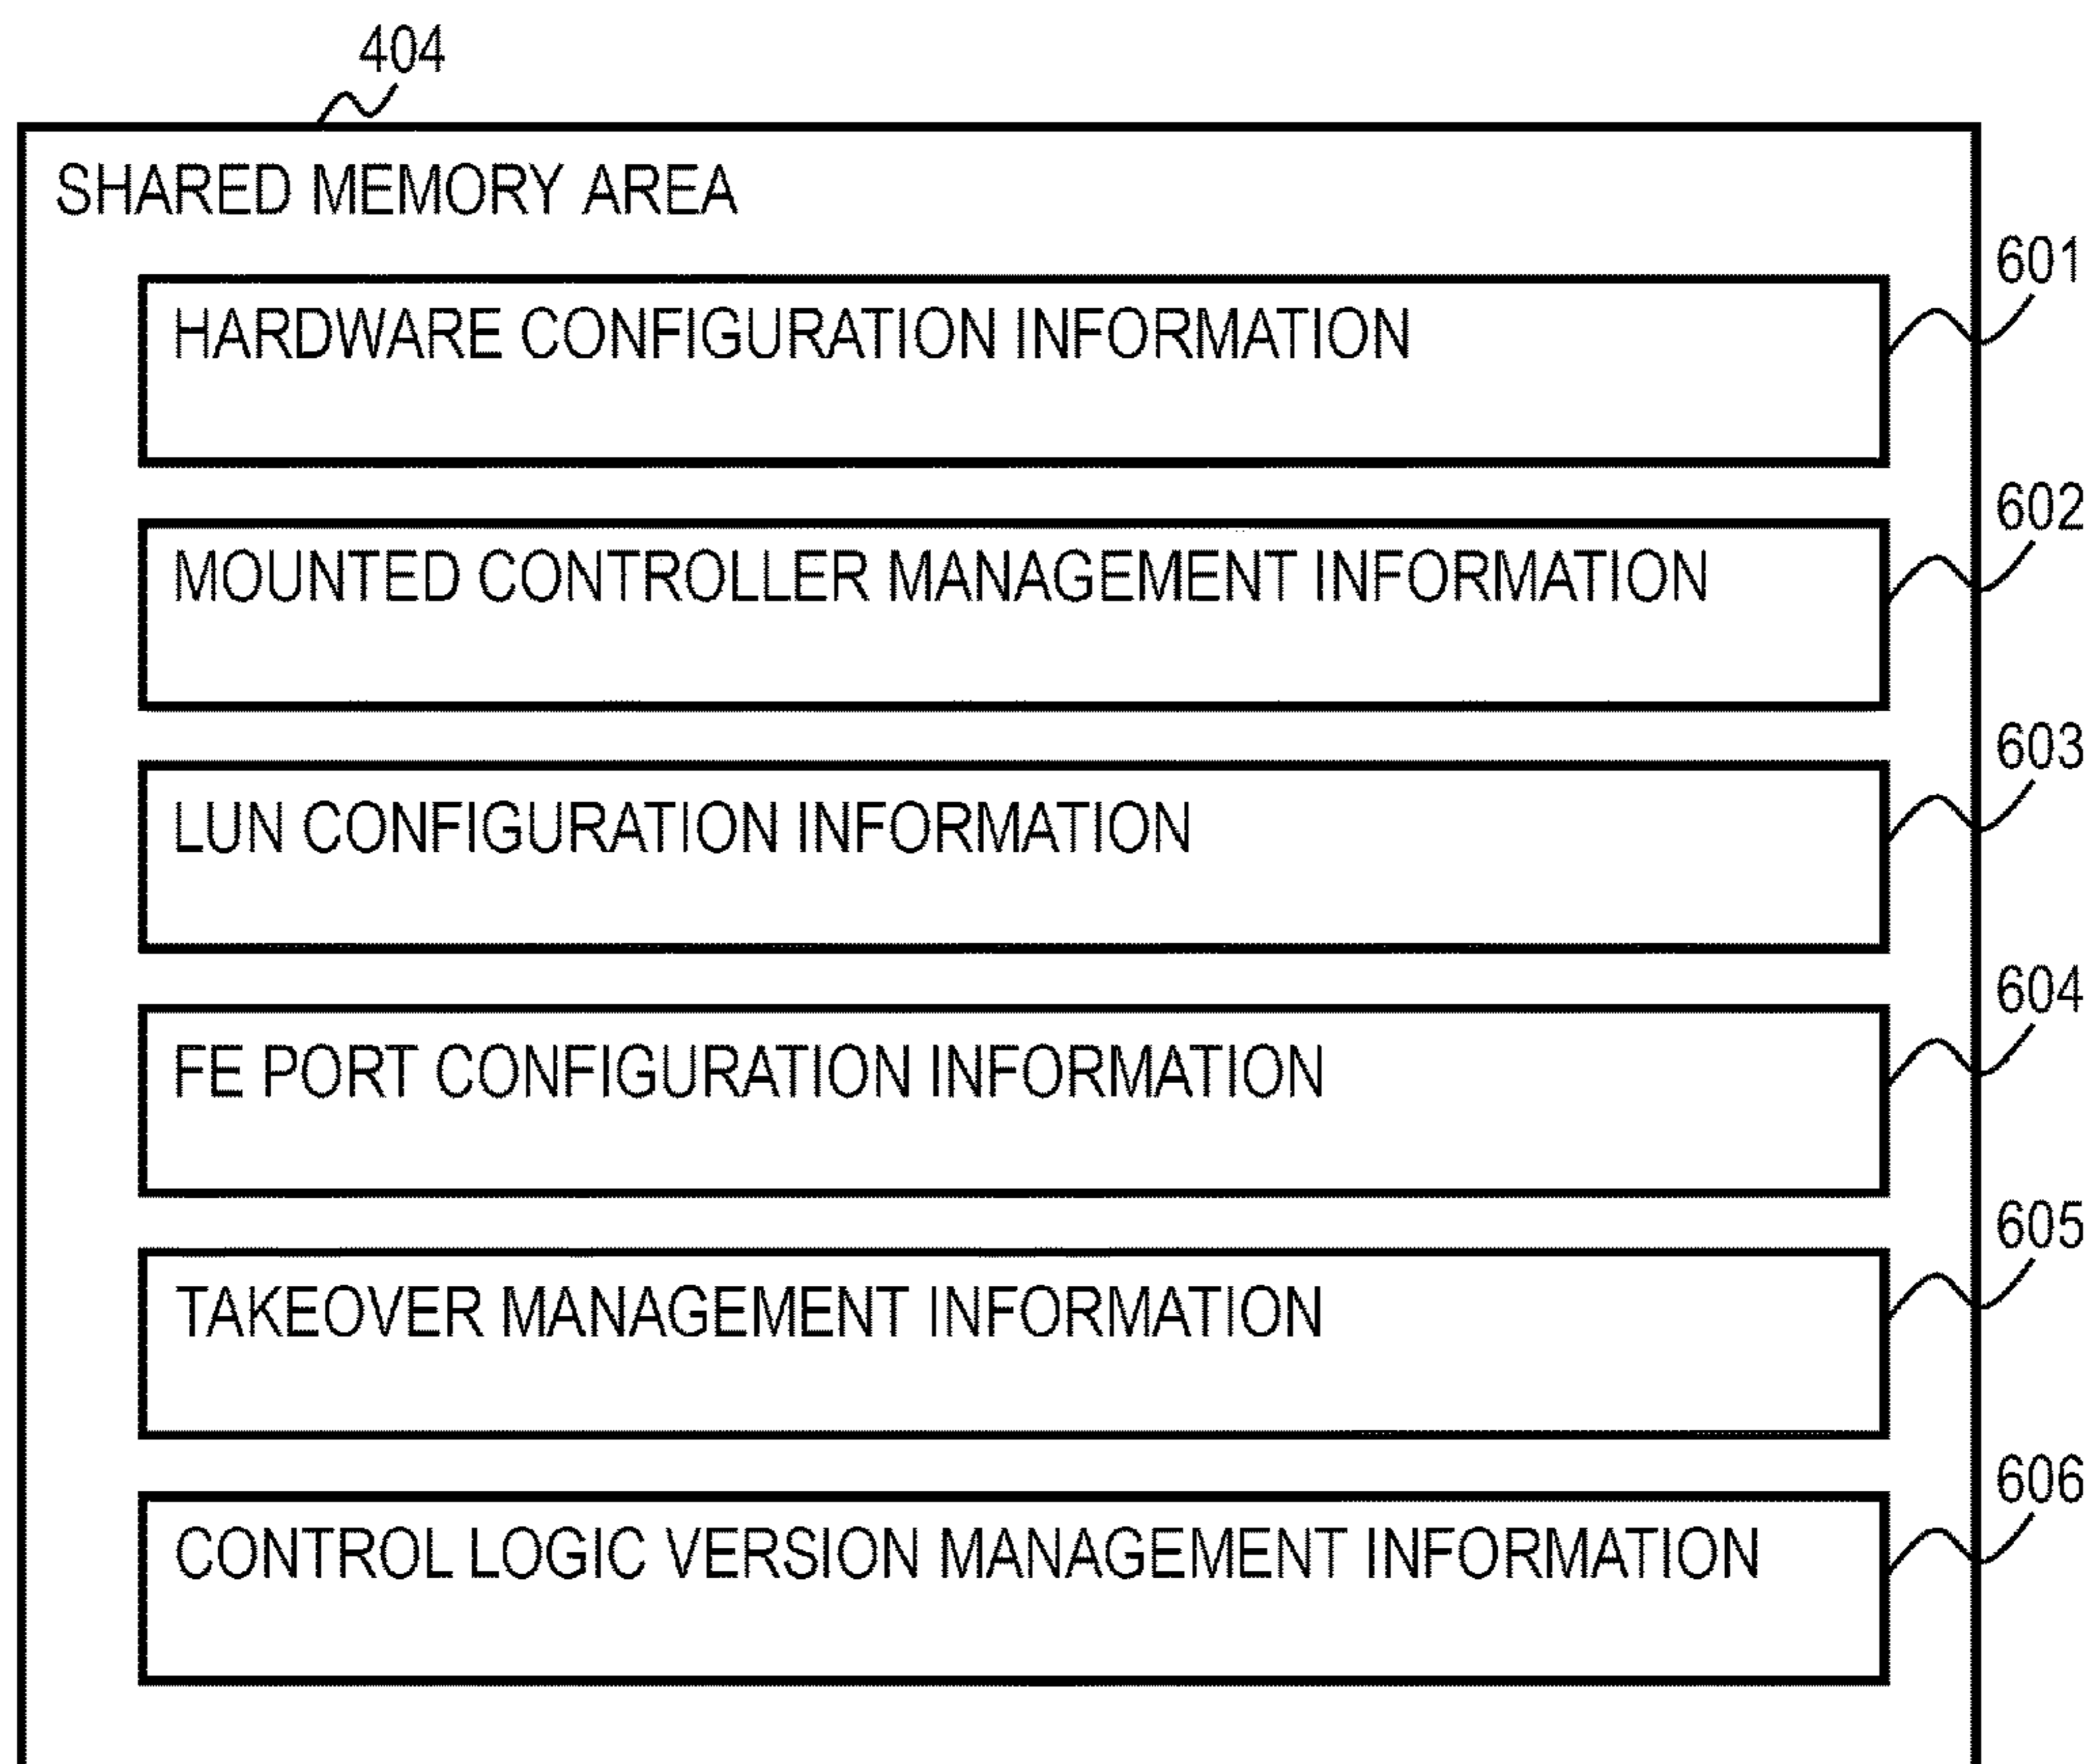 404
SHARED MEMORY AREA
601
HARDWARE CONFIGURATION INFORMATION
602
MOUNTED CONTROLLER MANAGEMENT INFORMATION
603
LUN CONFIGURATION INFORMATION
604
FE PORT CONFIGURATION INFORMATION
605
TAKEOVER MANAGEMENT INFORMATION
606
CONTROL LOGIC VERSION MANAGEMENT INFORMATION